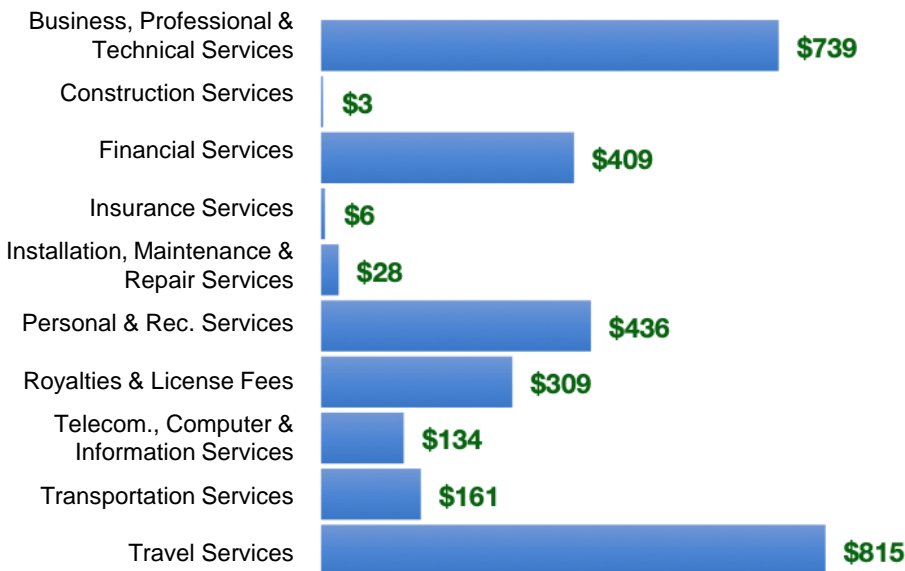 Business, Professional &
Technical Services
$739
Construction Services
$3
Financial Services
$409
Insurance Services
$6
Installation, Maintenance &
Repair Services
$28
Personal & Rec. Services
$436
Royalties & License Fees
$309
Telecom., Computer &
Information Services
$134
Transportation Services
$161
Travel Services
$815